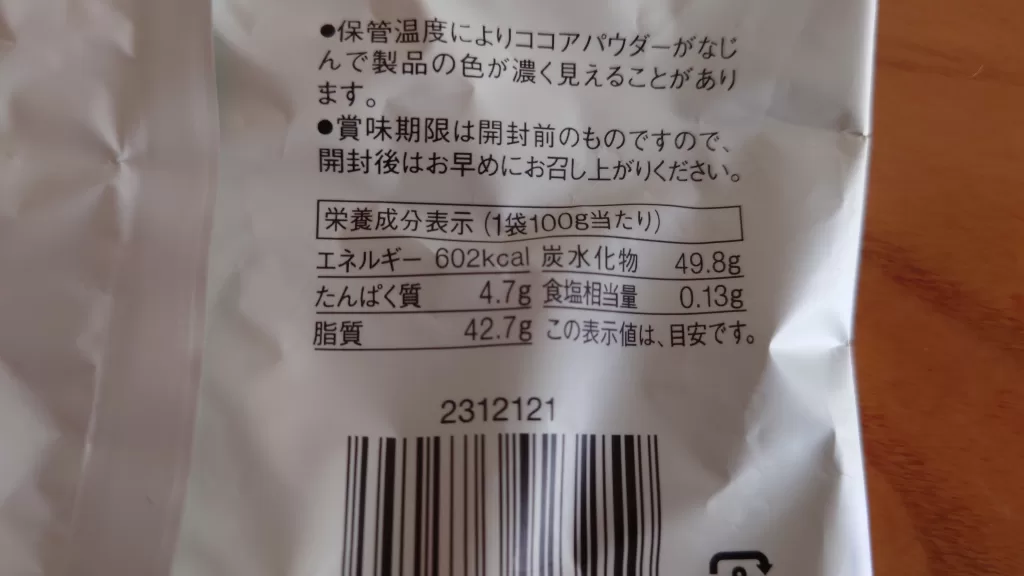 ●保管温度によりココアパウダーがなじ
んで製品の色が濃く見えることがあり
ます。
●賞味期限は開封前のものですので、
開封後はお早めにお召し上がりください。
栄養成分表示 (1袋100g当たり)
エネルギー 602kcal 炭水化物 49.8g
たんぱく質 4.7g 食塩相当量 0.13g
脂質 42.7g この表示値は、目安です。
2312121